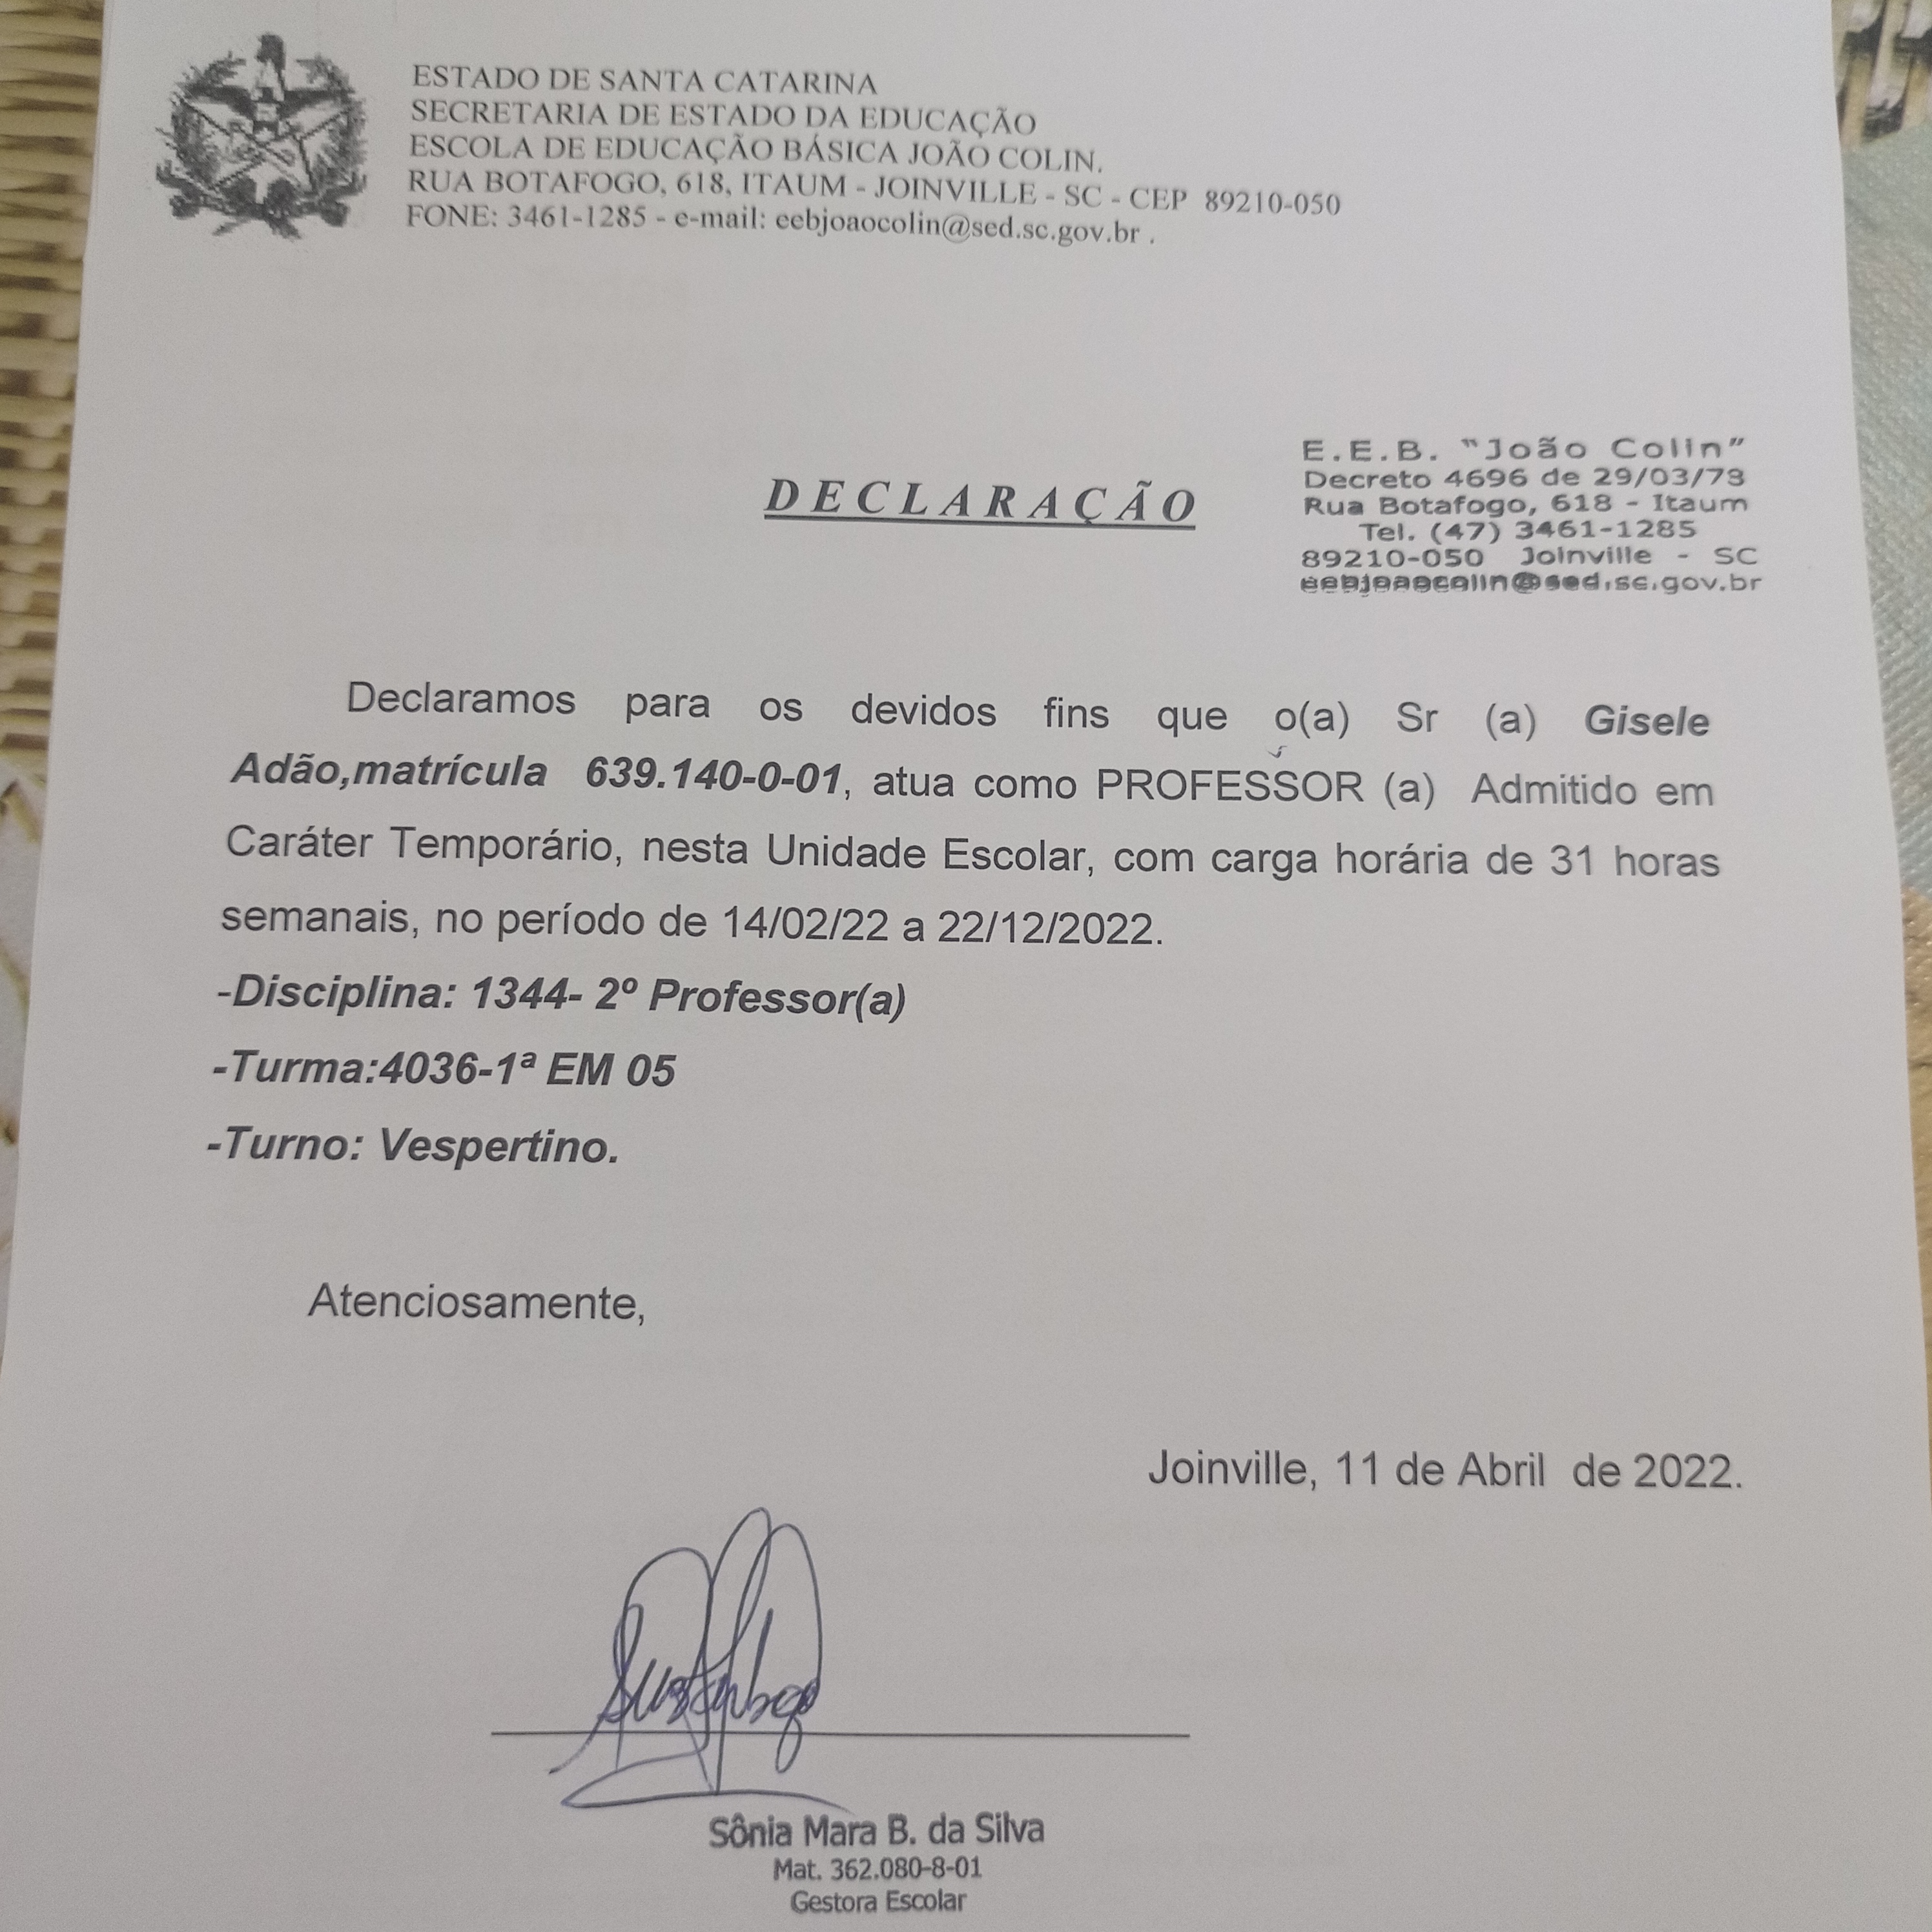 ESTADO DE SANTA CATARINA
SECRETARIA DE ESTADO DA EDUCAÇÃO
ESCOLA DE EDUCAÇÃO BÁSICA JOÃO COLIN.
RUA BOTAFOGO, 618, ITAUM - JOINVILLE - SC - CEP 89210-050
FONE: 3461-1285 - e-mail: eebjoaocolin@sed.sc.gov.br .
DECLARAÇÃO
E.E.B. "João Colin"
Decreto 4696 de 29/03/73
Rua Botafogo, 618 - Itaum
Tel. (47) 3461-1285
89210-050 Joinville - SC
eebjoaocolin@sed.sc.gov.br
Declaramos para os devidos fins que o(a) Sr (a) Gisele
Adão,matrícula 639.140-0-01, atua como PROFESSOR (a) Admitido em
Caráter Temporário, nesta Unidade Escolar, com carga horária de 31 horas
semanais, no período de 14/02/22 a 22/12/2022.
-Disciplina: 1344- 2º Professor(a)
-Turma:4036-1ª EM 05
-Turno: Vespertino.
Atenciosamente,
Joinville, 11 de Abril de 2022.
Sônia Mara B. da Silva
Mat. 362.080-8-01
Gestora Escolar